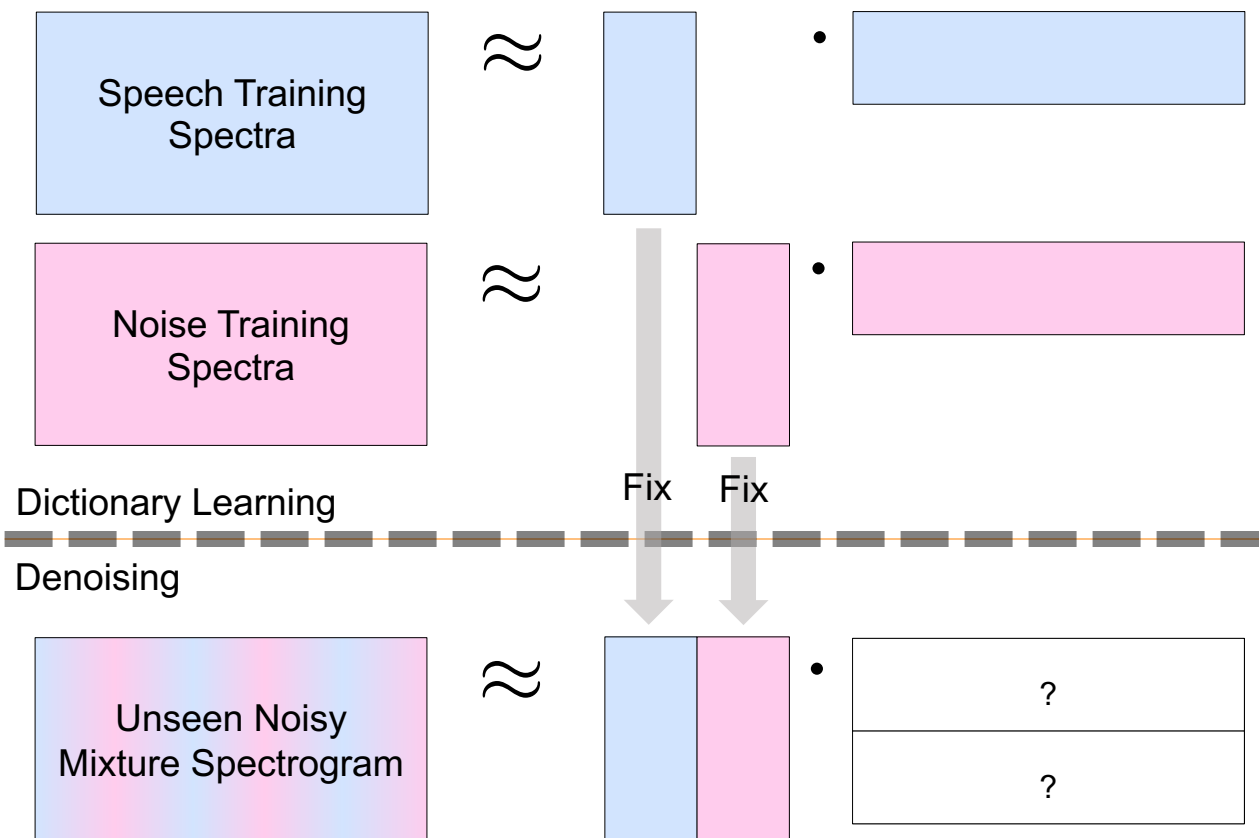 ≈
•
Speech Training
Spectra
≈
•
Noise Training
Spectra
Fix
Fix
Dictionary Learning
Denoising
≈
•
?
Unseen Noisy
Mixture Spectrogram
?